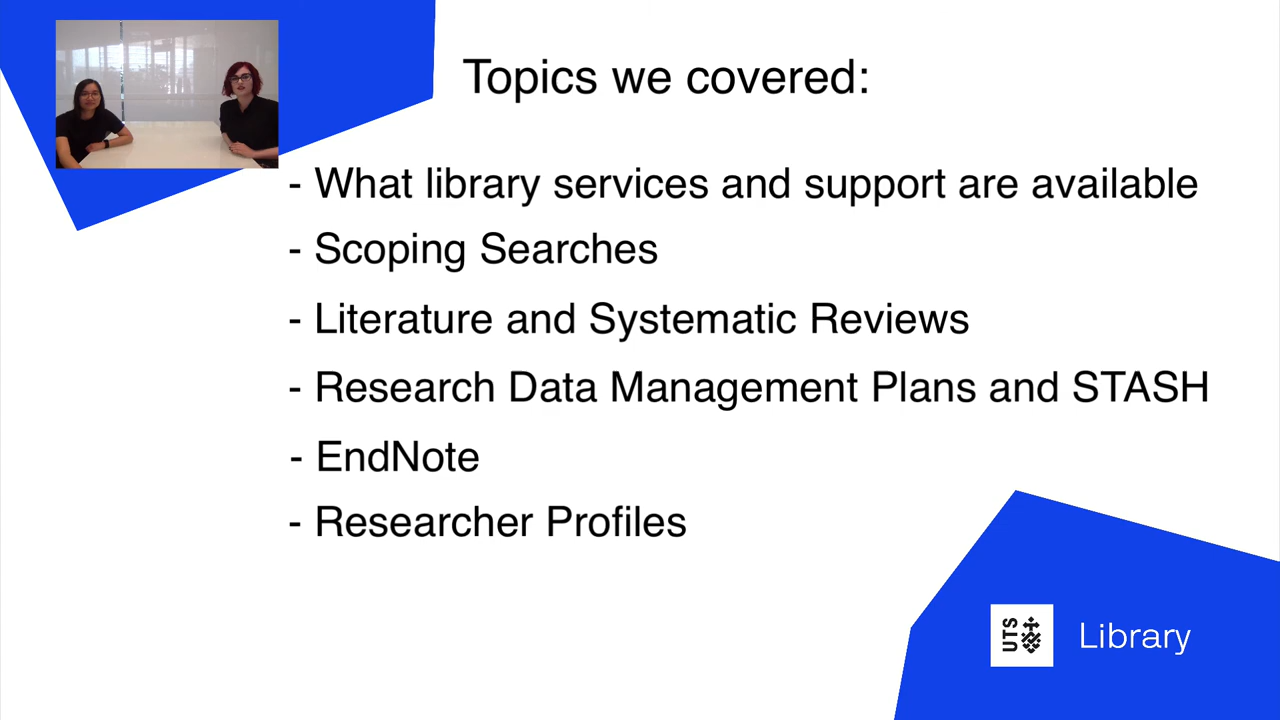 Topics we covered:
- What library services and support are available
- Scoping Searches
- Literature and Systematic Reviews
- Research Data Management Plans and STASH
- EndNote
- Researcher Profiles
UTS Library